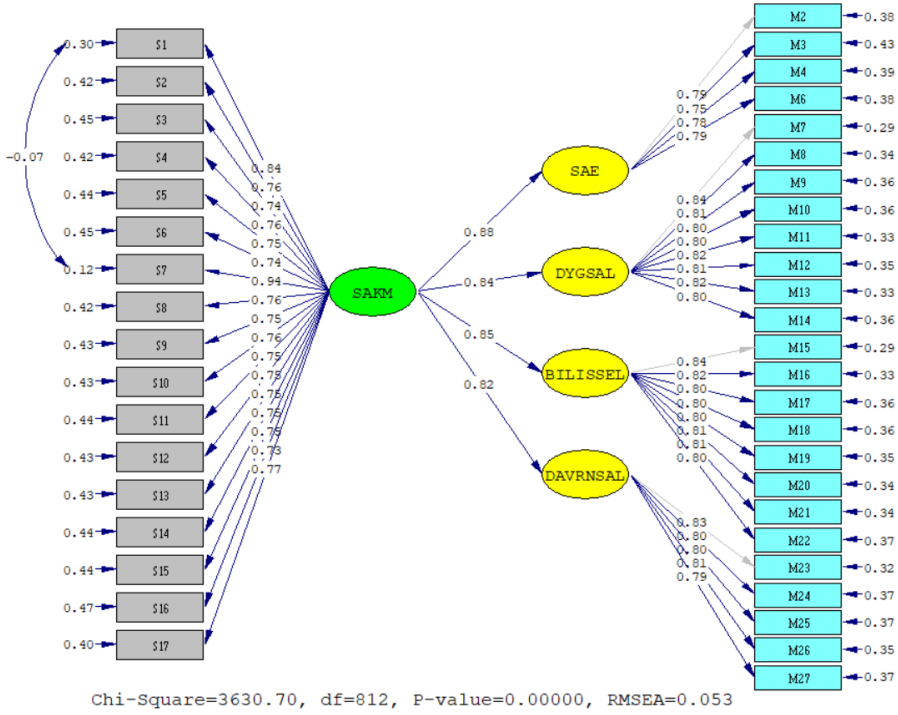 0.30 S1
0.42 S2
0.45 S3
0.42 S4
0.44 S5
0.45 S6
0.12 S7
0.42 S8
0.43 S9
0.43 S10
0.44 S11
0.43 S12
0.43 S13
0.44 S14
0.44 S15
0.47 S16
0.40 S17
-0.07
0.84
0.76
0.74
0.76
0.75
0.74
0.94
0.76
0.75
0.76
0.75
0.75
0.75
0.75
0.75
0.73
0.77
SAKM
0.88
0.84
0.85
0.82
SAE
DYGSAL
BILISSEL
DAVRNSAL
0.79
0.75
0.78
0.79
0.84
0.81
0.80
0.80
0.82
0.81
0.82
0.80
0.84
0.82
0.80
0.80
0.80
0.81
0.81
0.80
0.83
0.80
0.80
0.81
0.79
M2 0.38
M3 0.43
M4 0.39
M6 0.38
M7 0.29
M8 0.34
M9 0.36
M10 0.36
M11 0.33
M12 0.35
M13 0.33
M14 0.36
M15 0.29
M16 0.33
M17 0.36
M18 0.36
M19 0.35
M20 0.34
M21 0.34
M22 0.37
M23 0.32
M24 0.37
M25 0.37
M26 0.35
M27 0.37
Chi-Square=3630.70, df=812, P-value=0.00000, RMSEA=0.053